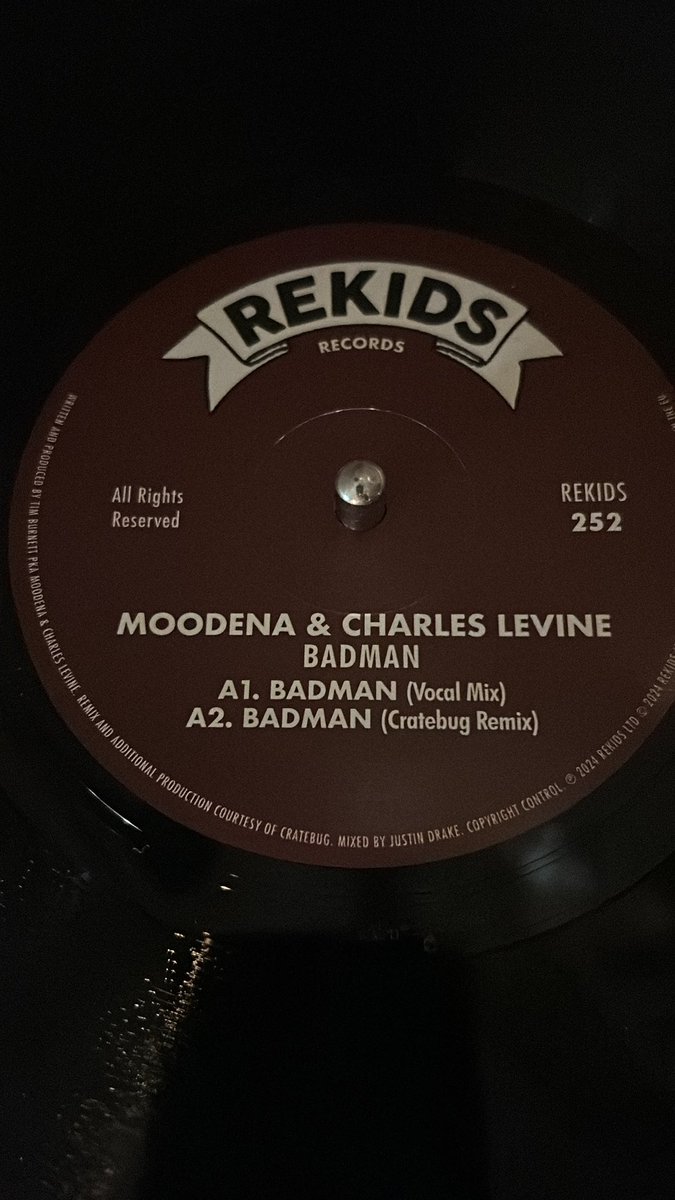 REKIDS
RECORDS
All Rights
Reserved
REKIDS
252
MOODENA & CHARLES LEVINE
BADMAN
A1. BADMAN (Vocal Mix)
A2. BADMAN (Cratebug Remix)
WRITTEN AND PRODUCED BY TIM BURNETT PKA MOODENA & CHARLES LEVINE. REMIX AND ADDITIONAL PRODUCTION COURTESY OF CRATEBUG. MIXED BY JUSTIN DRAKE. COPYRIGHT CONTROL. ℗ 2024 REKIDS LTD © 2024 REKIDS